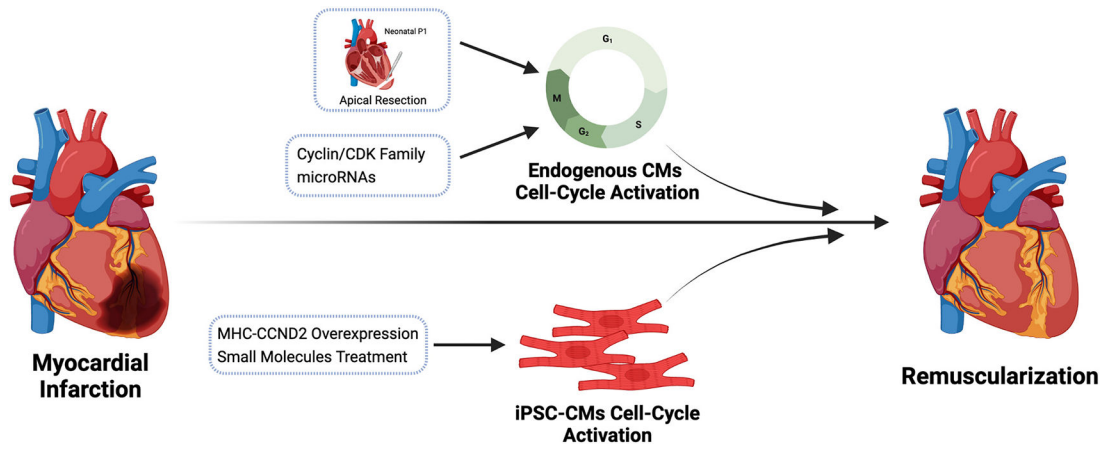 Neonatal P1
Apical Resection
Cyclin/CDK Family
microRNAs
G₁
S
G₂
M
Endogenous CMs
Cell-Cycle Activation
Myocardial
Infarction
MHC-CCND2 Overexpression
Small Molecules Treatment
iPSC-CMs Cell-Cycle
Activation
Remuscularization